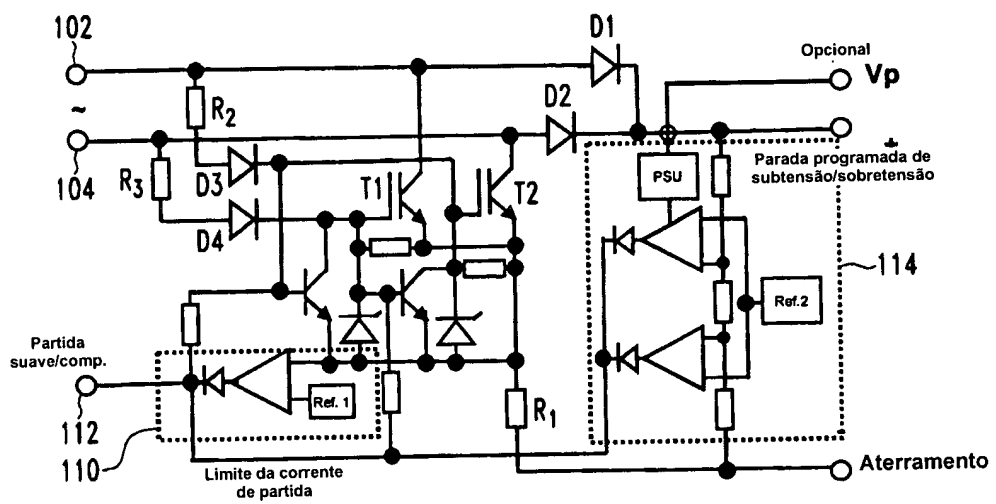 102
D1
Opcional
Vp
R2
~
D2
+
104
R3
D3
T1
T2
PSU
Parada programada de
subtensão/sobretensão
D4
114
Ref.2
Partida
suave/comp.
Ref. 1
R1
112
110
Limite da corrente
de partida
Aterramento